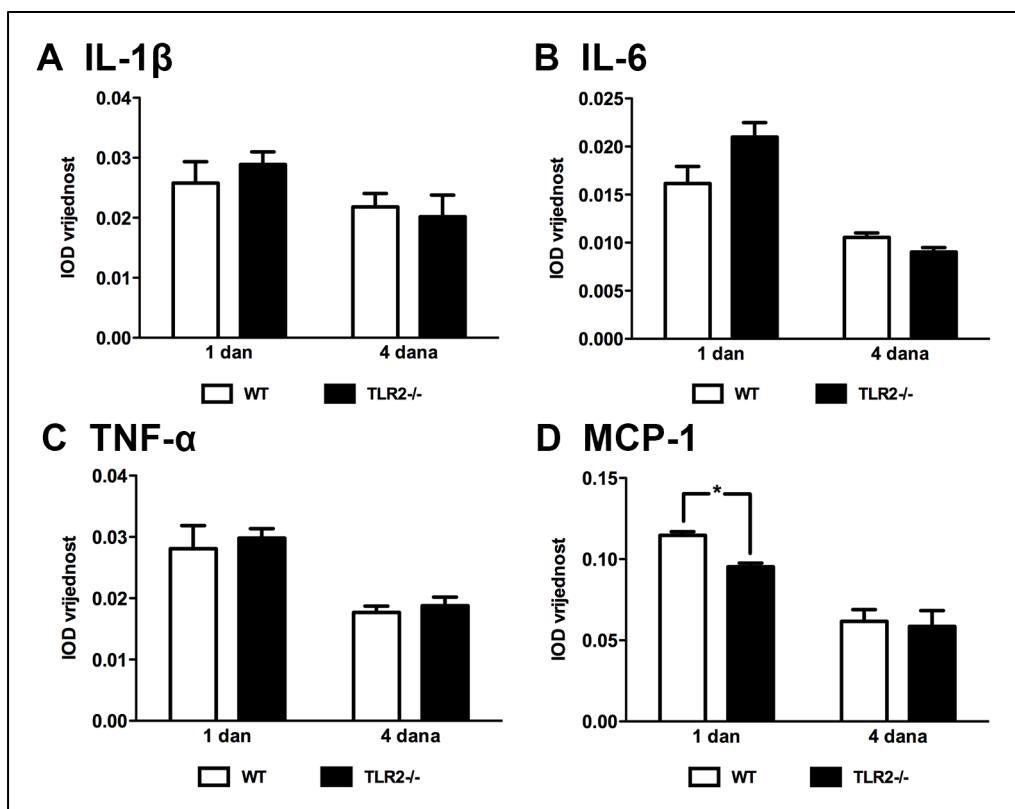 A IL-1β
IOD vrijednost
0.04
0.03
0.02
0.01
0.00
1 dan 4 dana
WT TLR2-/-
B IL-6
IOD vrijednost
0.025
0.020
0.015
0.010
0.005
0.000
1 dan 4 dana
WT TLR2-/-
C TNF-α
IOD vrijednost
0.04
0.03
0.02
0.01
0.00
1 dan 4 dana
WT TLR2-/-
D MCP-1
IOD vrijednost
0.15
*
0.10
0.05
0.00
1 dan 4 dana
WT TLR2-/-